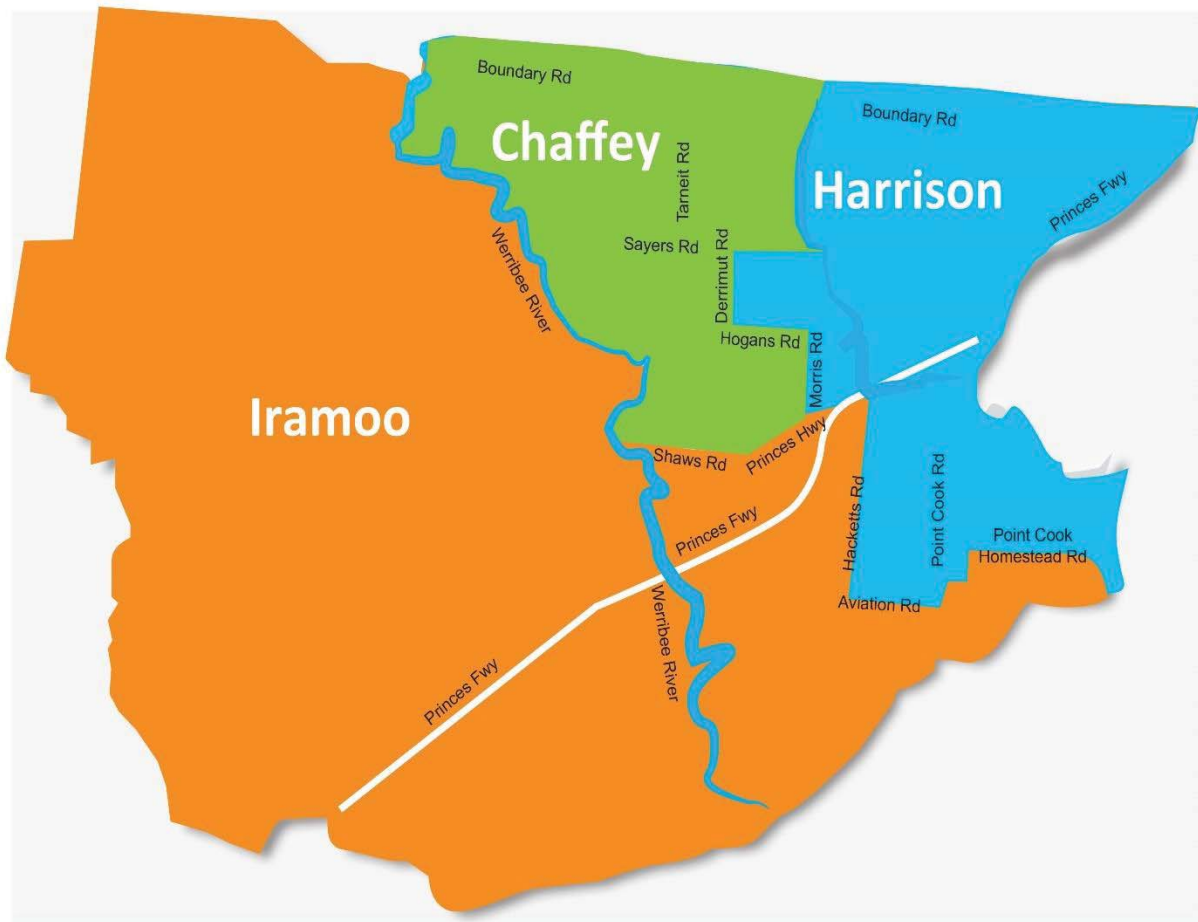 Boundary Rd
Chaffey
Boundary Rd
Harrison
Tarneit Rd
Princes Fwy
Sayers Rd
Derrimut Rd
Werribee River
Hogans Rd
Morris Rd
Iramoo
Shaws Rd
Princes Hwy
Hacketts Rd
Point Cook Rd
Princes Fwy
Point Cook
Homestead Rd
Aviation Rd
Werribee River
Princes Fwy